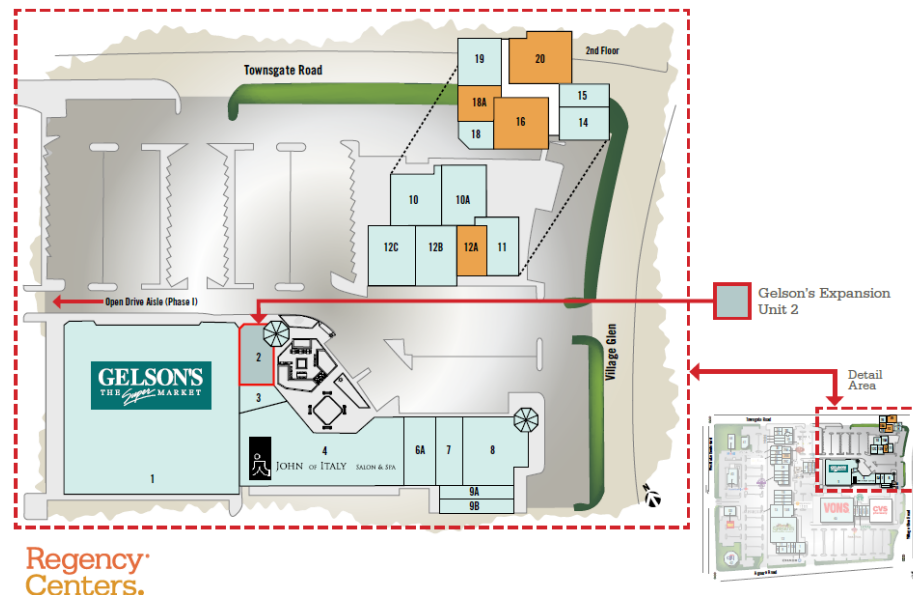 2nd Floor
Townsgate Road
19
20
18A
15
16
14
18
10
10A
12C
12B
12A
11
Open Drive Aisle (Phase I)
Gelson's Expansion
Unit 2
2
Village Glen
GELSON'S
THE Super MARKET
3
Detail
Area
4
6A
7
8
JOHN OF ITALY SALON & SPA
1
9A
9B
N
Townsgate Road
VONS
CVS
Regency
Centers.